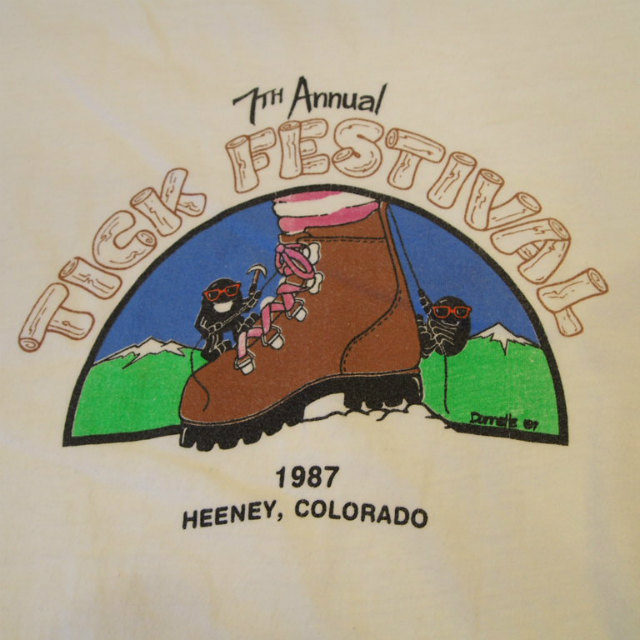 7TH Annual
TICK FESTIVAL
1987
HEENEY, COLORADO